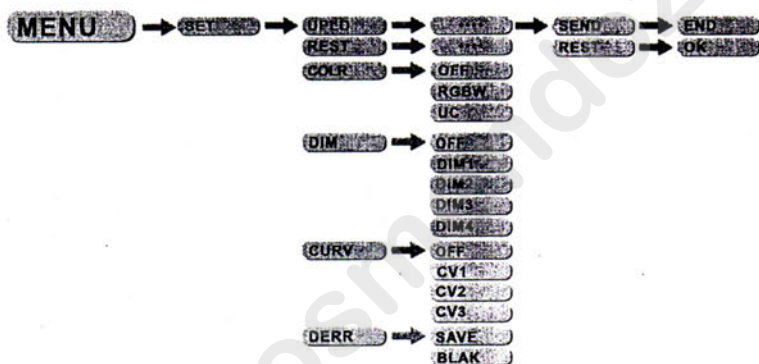 MENU SET UPED **** SEND END
REST **** REST OK
COLR OFF
RGBW
UC
DIM OFF
DIM1
DIM2
DIM3
DIM4
CURV OFF
CV1
CV2
CV3
DERR SAVE
BLAK